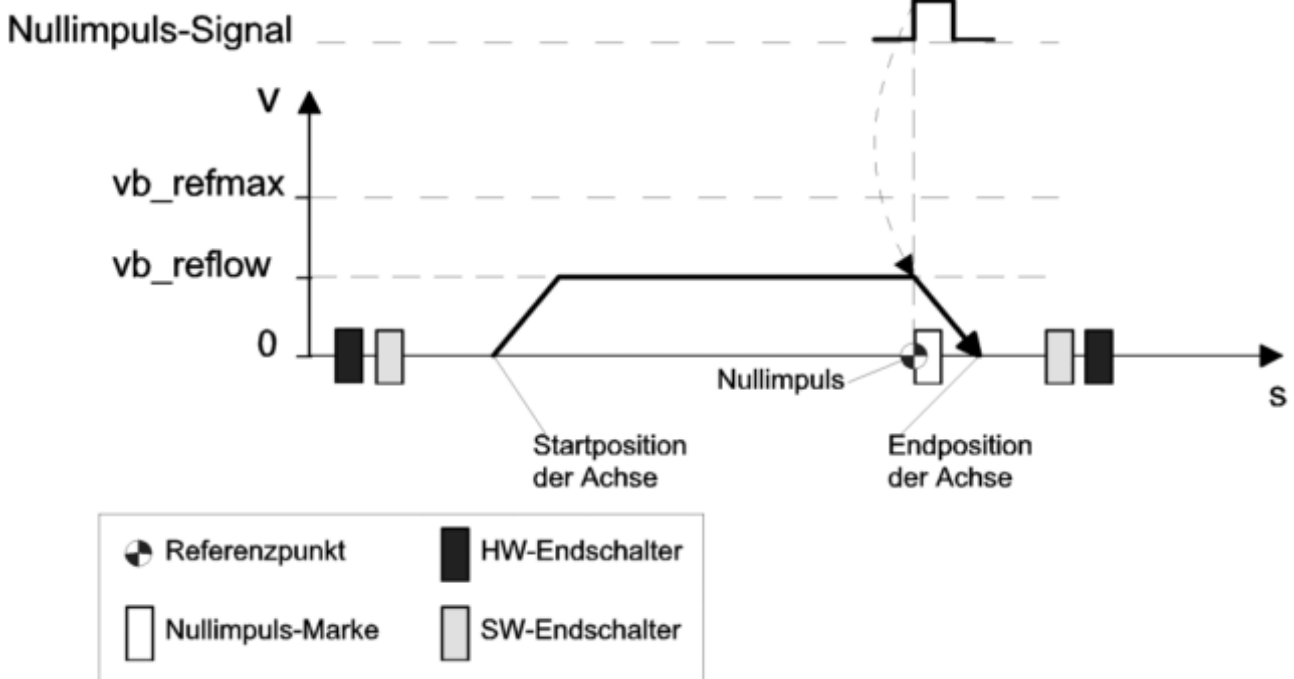 Nullimpuls-Signal
V
vb_refmax
vb_reflow
0
Nullimpuls
s
Startposition
der Achse
Endposition
der Achse
Referenzpunkt
HW-Endschalter
Nullimpuls-Marke
SW-Endschalter